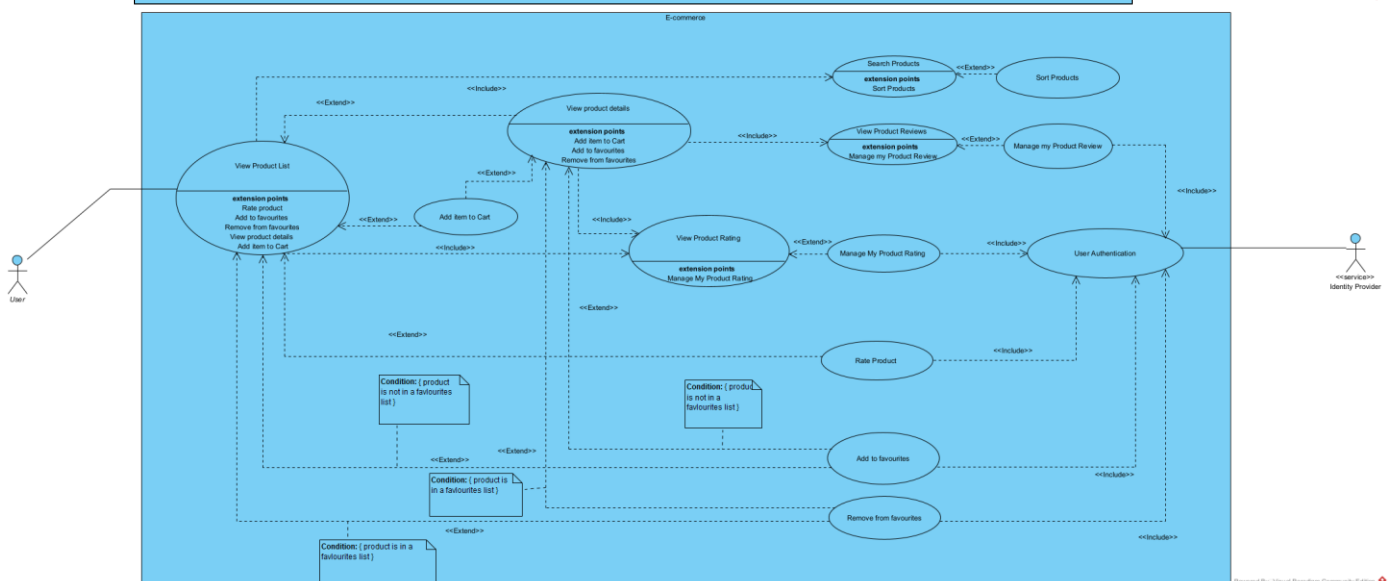 E-commerce
Search Products
extension points
Sort Products
<<Extend>>
Sort Products
<<Include>>
<<Extend>>
View product details
extension points
Add item to Cart
Add to favourites
Remove from favourites
<<Include>>
View Product Reviews
extension points
Manage my Product Review
<<Extend>>
Manage my Product Review
View Product List
extension points
Rate product
Add to favourites
Remove from favourites
View product details
Add item to Cart
<<Extend>>
<<Include>>
<<Extend>>
Add item to Cart
<<Include>>
<<Include>>
View Product Rating
extension points
Manage My Product Rating
<<Extend>>
Manage My Product Rating
<<Include>>
User Authentication
User
<<service>>
Identity Provider
<<Extend>>
<<Extend>>
Rate Product
<<Include>>
Condition: { product
is not in a
favlourites list }
Condition: { product
is not in a favlourites
list }
<<Extend>>
<<Extend>>
Add to favourites
<<Include>>
Condition: { product is
in a favlourites list }
<<Extend>>
Remove from favourites
<<Include>>
Condition: { product is in a
favlourites list }